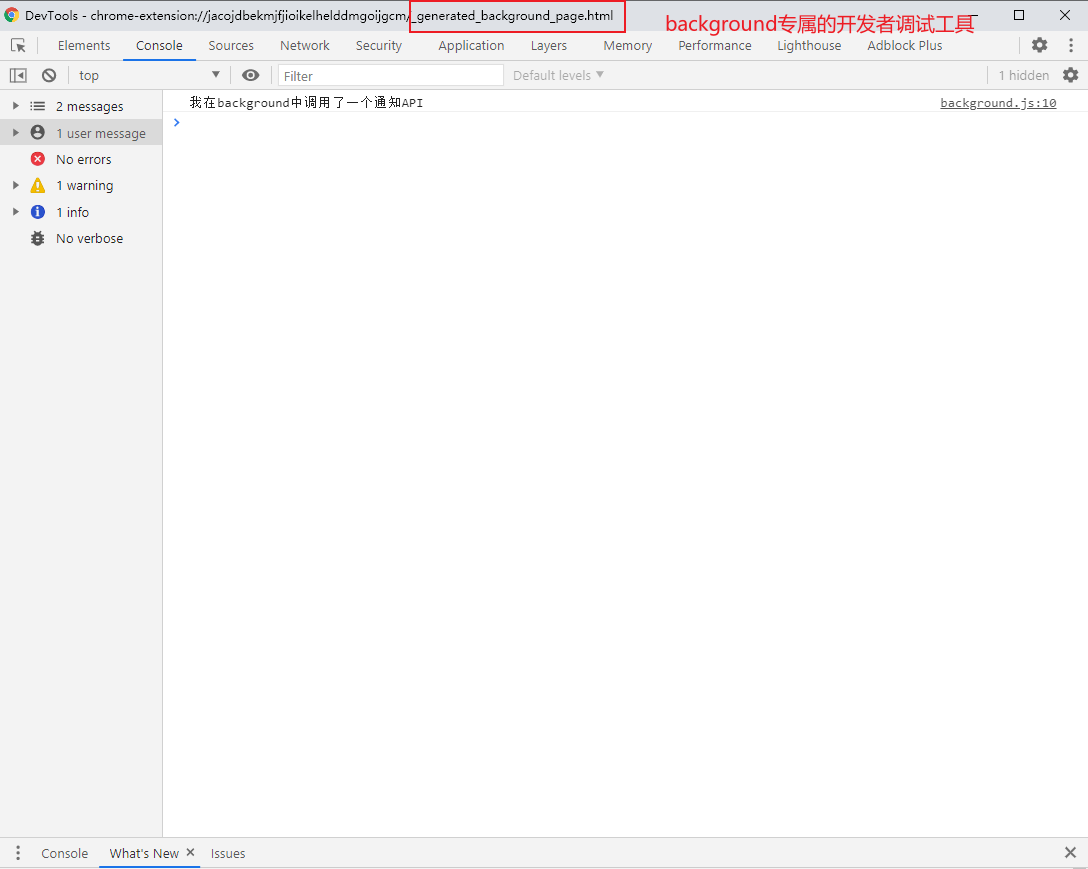 DevTools - chrome-extension://jacojdbekmjfjioikelhelddmgoijgcm/_generated_background_page.html
background专属的开发者调试工具
Elements Console Sources Network Security Application Layers Memory Performance Lighthouse Adblock Plus
top Filter Default levels 1 hidden
2 messages
我在background中调用了一个通知API background.js:10
1 user message
No errors
1 warning
1 info
No verbose
Console What's New Issues